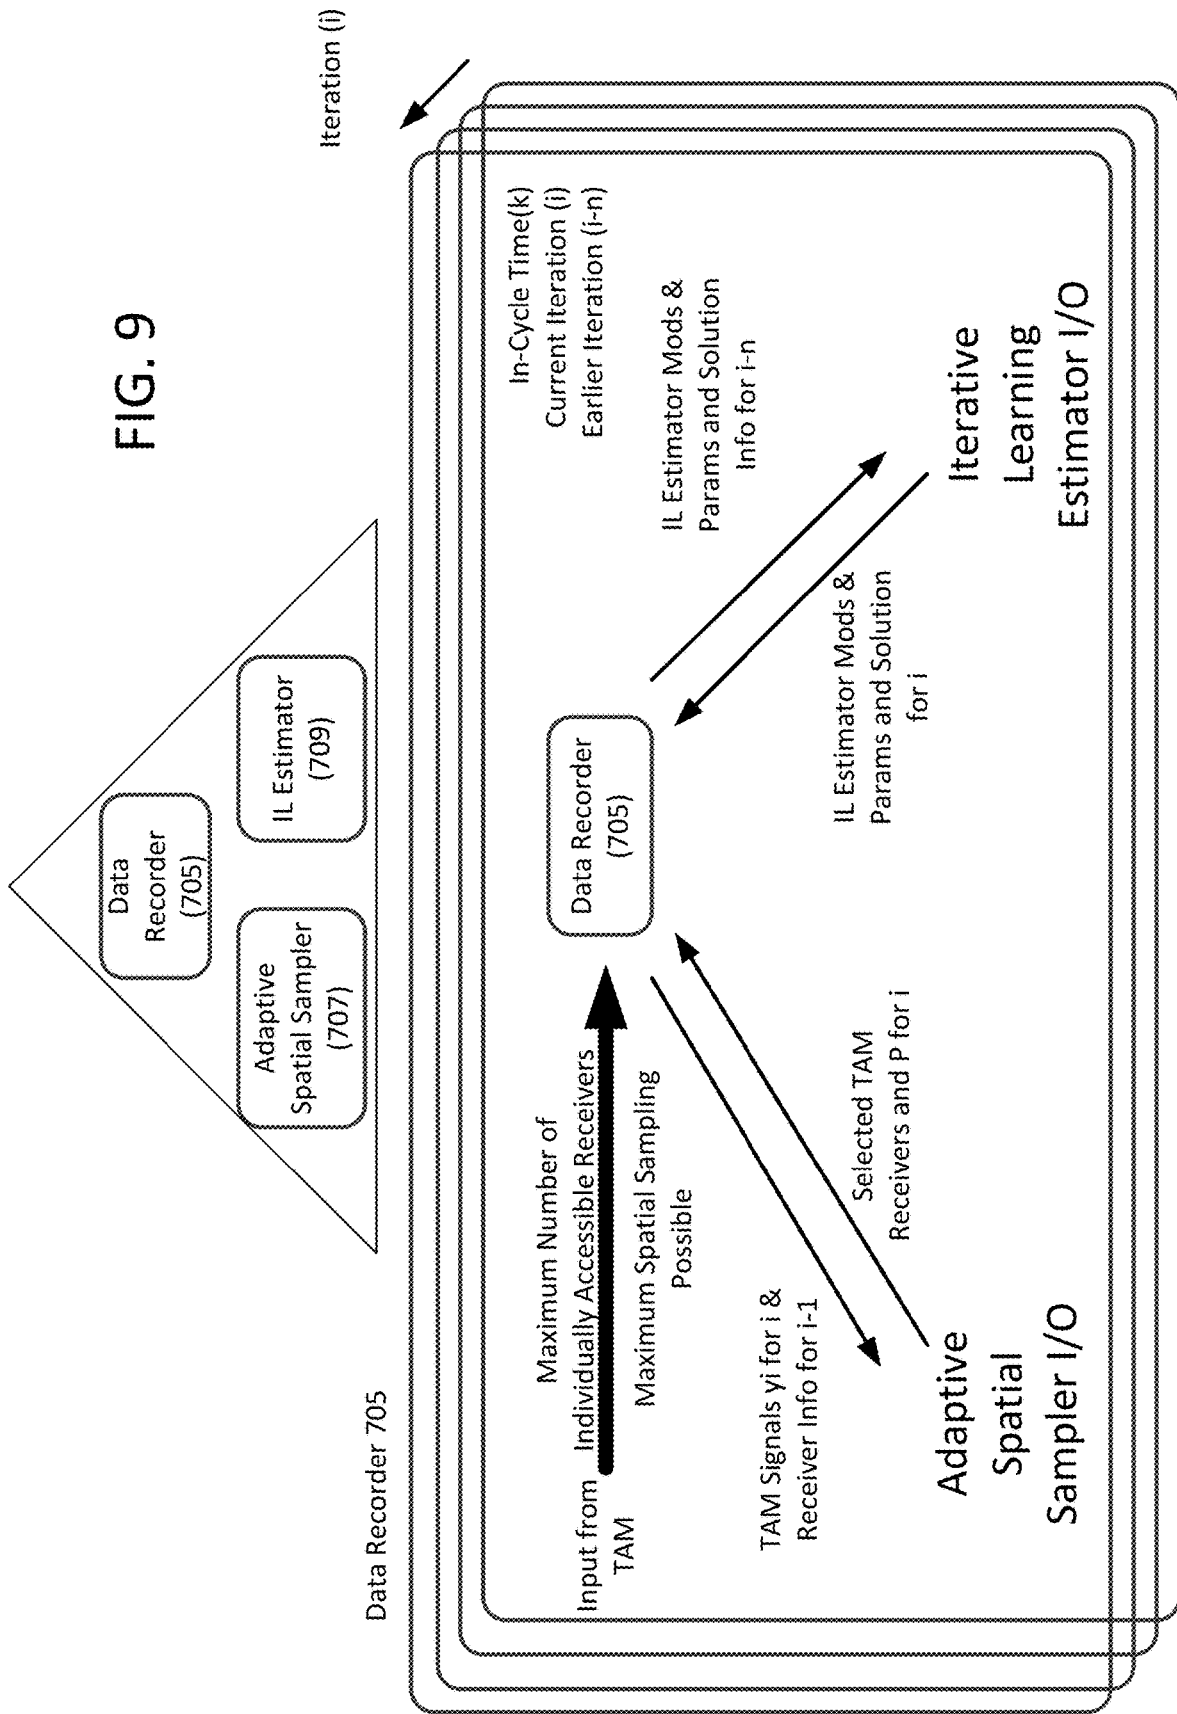 FIG. 9
Data
Recorder
(705)
Adaptive
Spatial Sampler
(707)
IL Estimator
(709)
Data Recorder 705
Iteration (i)
In-Cycle Time(k)
Current Iteration (i)
Earlier Iteration (i-n)
Input from
TAM
Maximum Number of
Individually Accessible Receivers
Maximum Spatial Sampling
Possible
Data Recorder
(705)
IL Estimator Mods &
Params and Solution
Info for i-n
TAM Signals yi for i &
Receiver Info for i-1
Selected TAM
Receivers and P for i
IL Estimator Mods &
Params and Solution
for i
Adaptive
Spatial
Sampler I/O
Iterative
Learning
Estimator I/O